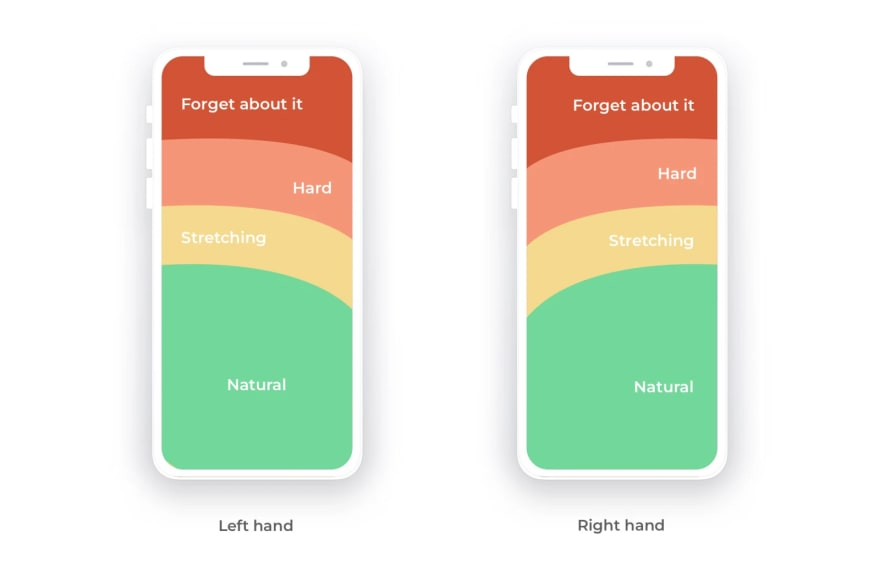 Forget about it
Hard
Stretching
Natural
Left hand
Forget about it
Hard
Stretching
Natural
Right hand